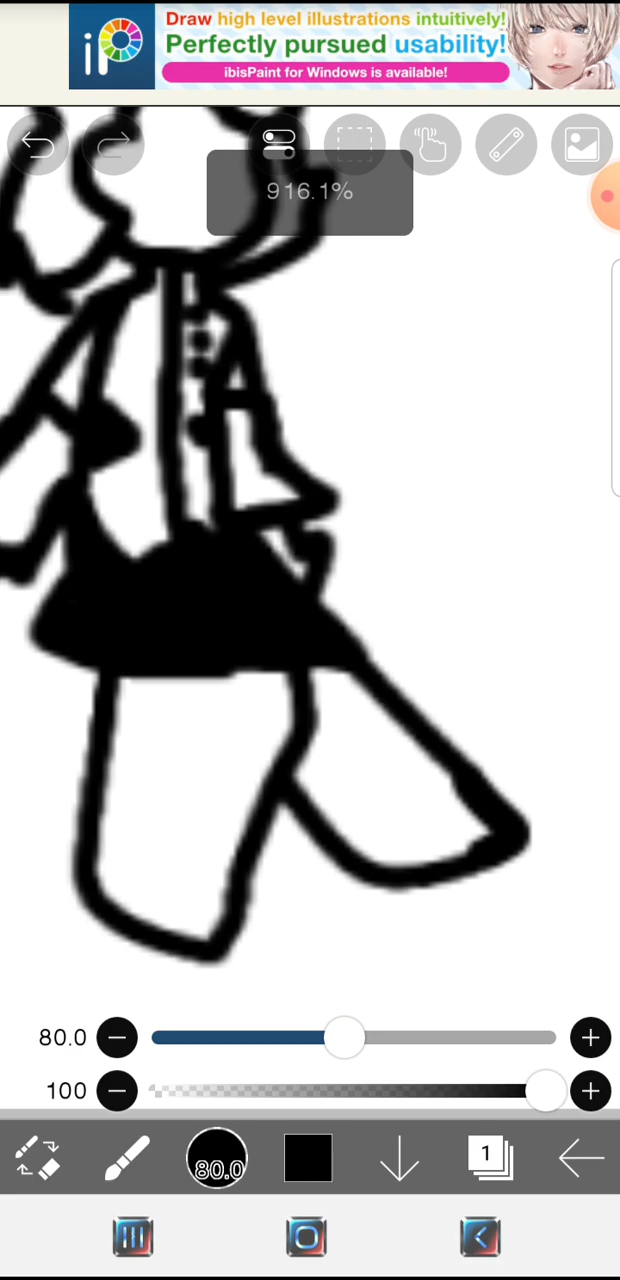 iP
Draw high level illustrations intuitively!
Perfectly pursued usability!
ibisPaint for Windows is available!
916.1%
80.0
100
80.0
1